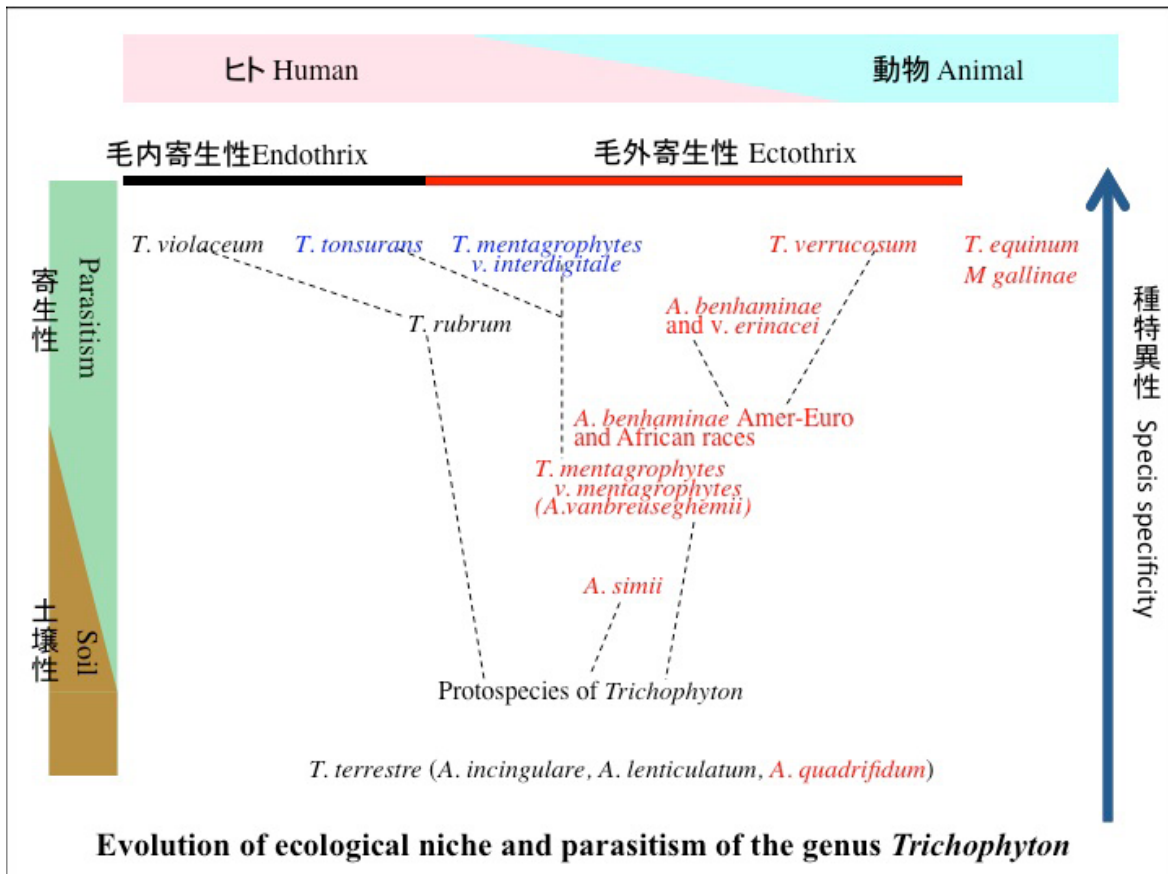 ヒト Human
動物 Animal
毛内寄生性Endothrix
毛外寄生性 Ectothrix
T. violaceum
T. tonsurans
T. mentagrophytes
v. interdigitale
T. verrucosum
T. equinum
M gallinae
寄生性
Parasitism
T. rubrum
A. benhaminae
and v. erinacei
種特異性 Specis specificity
A. benhaminae Amer-Euro
and African races
T. mentagrophytes
v. mentagrophytes
(A.vanbreuseghemii)
A. simii
土壌性
Soil
Protospecies of Trichophyton
T. terrestre (A. incingulare, A. lenticulatum, A. quadrifidum)
Evolution of ecological niche and parasitism of the genus Trichophyton